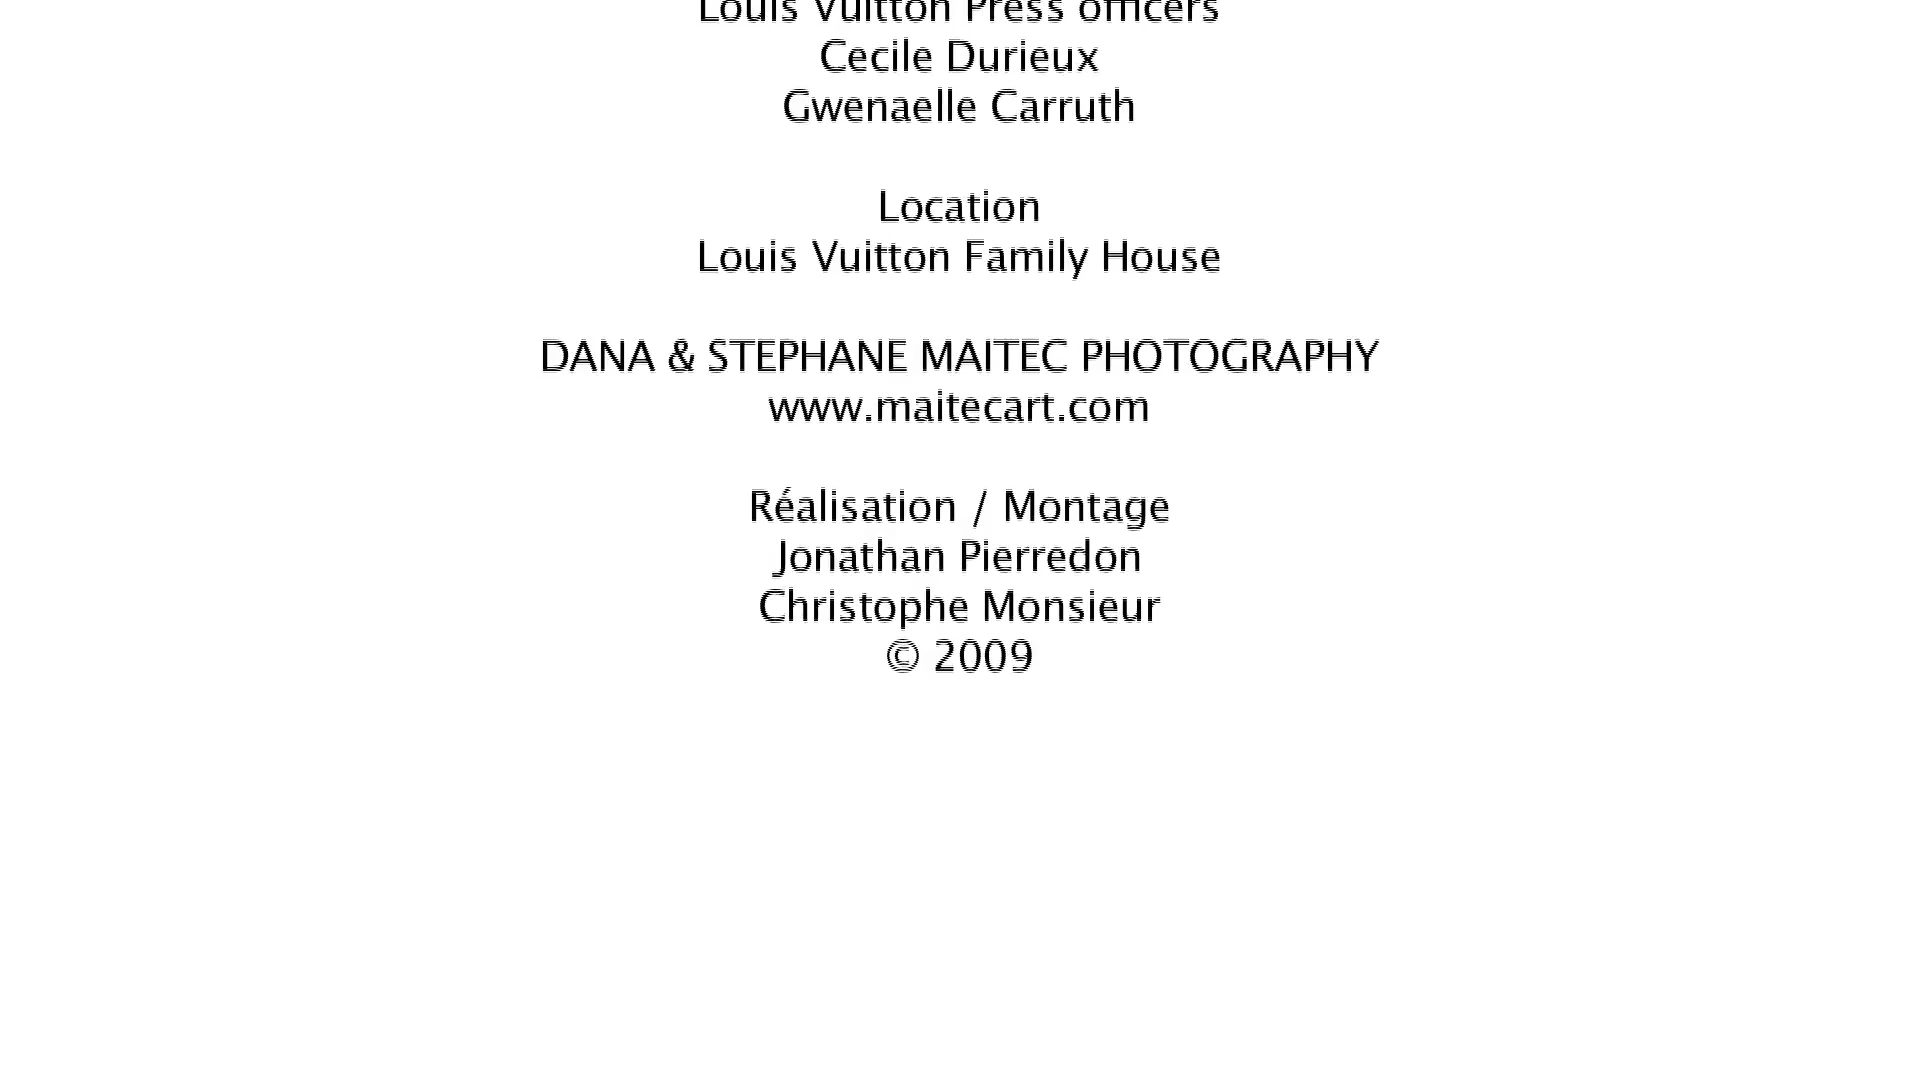 Louis Vuitton Press officers
Cecile Durieux
Gwenaelle Carruth
Location
Louis Vuitton Family House
DANA & STEPHANE MAITEC PHOTOGRAPHY
www.maitecart.com
Réalisation / Montage
Jonathan Pierredon
Christophe Monsieur
© 2009